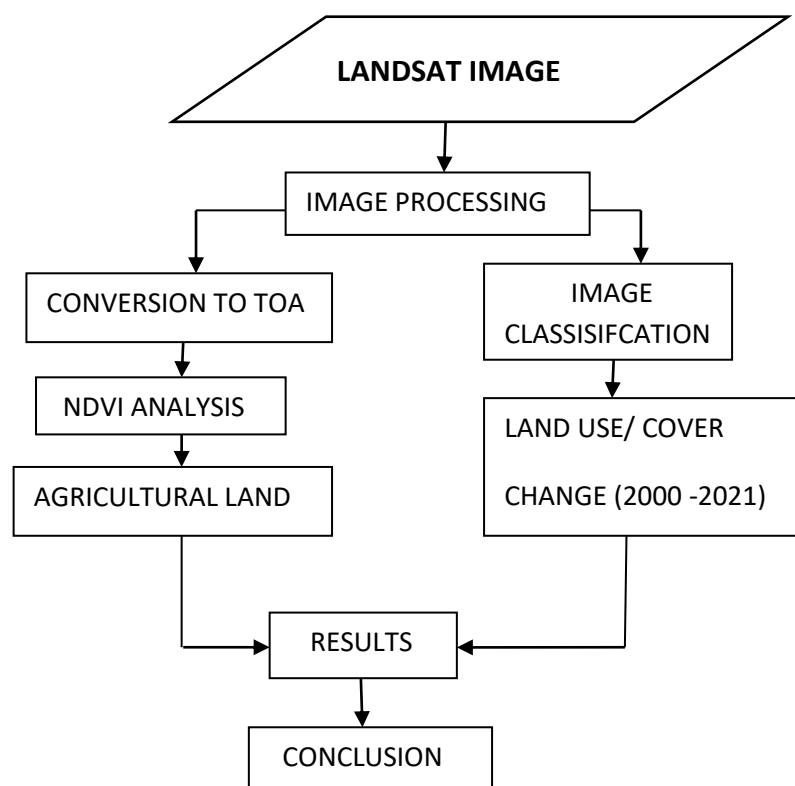 LANDSAT IMAGE
IMAGE PROCESSING
CONVERSION TO TOA
NDVI ANALYSIS
AGRICULTURAL LAND
IMAGE
CLASSISIFCATION
LAND USE/ COVER
CHANGE (2000 -2021)
RESULTS
CONCLUSION